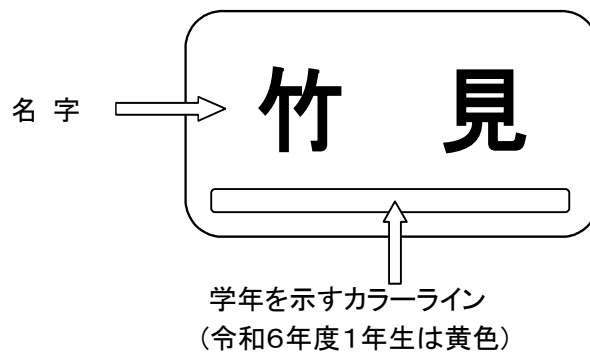 竹 見
名 字
学年を示すカラーライン
（令和６年度１年生は黄色）